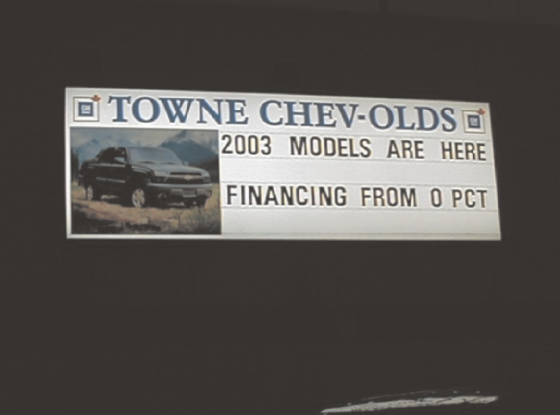 TOWNE CHEV-OLDS
2003 MODELS ARE HERE
FINANCING FROM 0 PCT